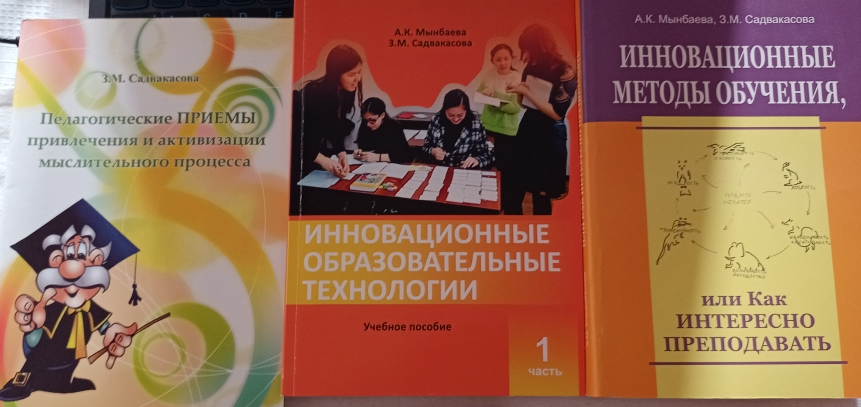 З.М. Садвакасова
Педагогические ПРИЕМЫ
привлечения и активизации
мыслительного процесса
А.К. Мынбаева
З.М. Садвакасова
ИННОВАЦИОННЫЕ
ОБРАЗОВАТЕЛЬНЫЕ
ТЕХНОЛОГИИ
Учебное пособие
1
часть
А.К. Мынбаева, З.М. Садвакасова
ИННОВАЦИОННЫЕ
МЕТОДЫ ОБУЧЕНИЯ,
или Как
ИНТЕРЕСНО
ПРЕПОДАВАТЬ